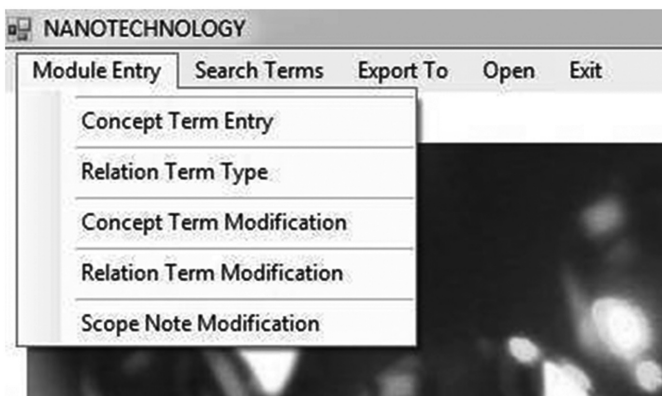 NANOTECHNOLOGY
Module Entry Search Terms Export To Open Exit
Concept Term Entry
Relation Term Type
Concept Term Modification
Relation Term Modification
Scope Note Modification